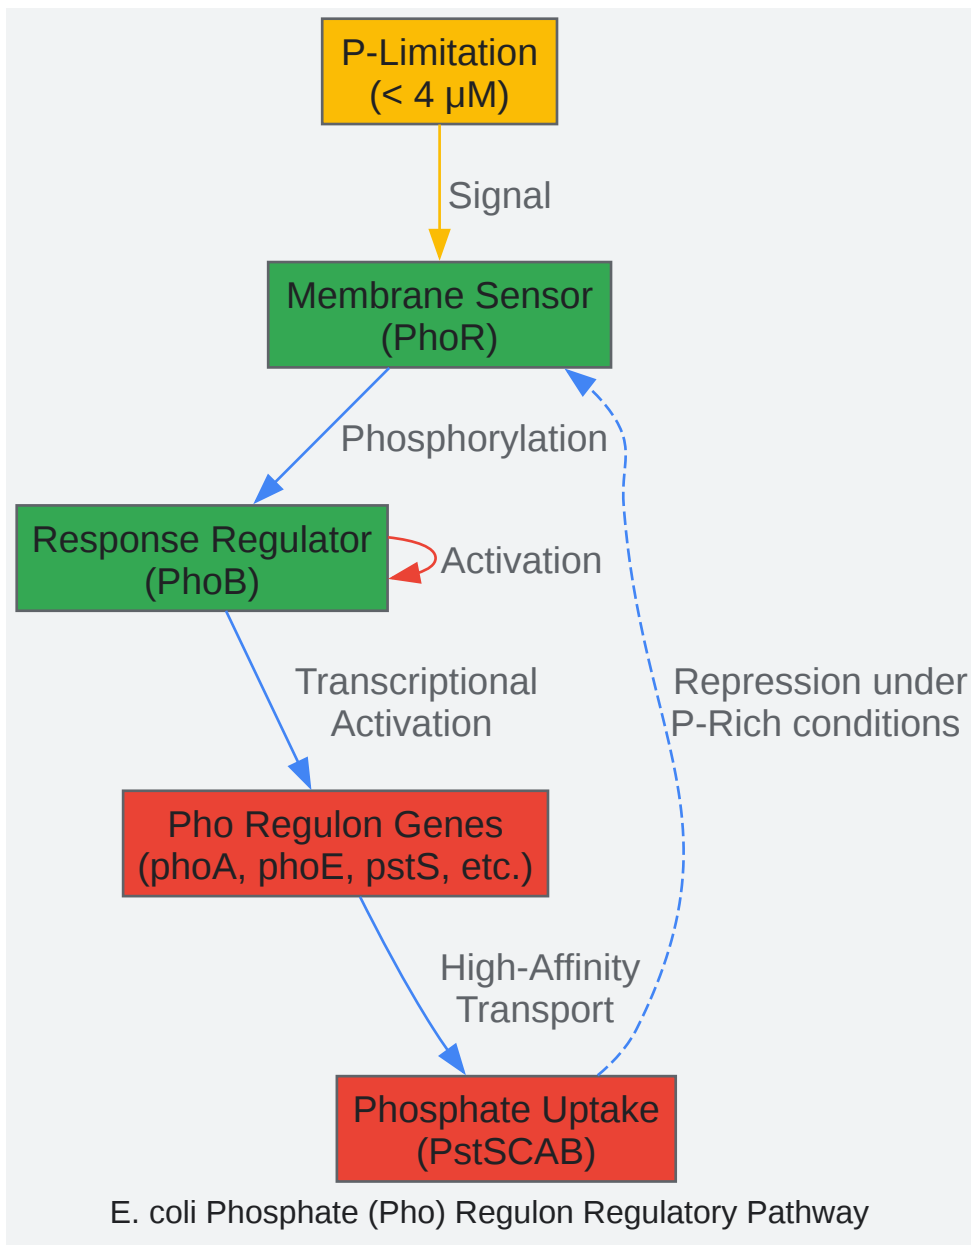 P-Limitation
(< 4 μM)
Signal
Membrane Sensor
(PhoR)
Phosphorylation
Response Regulator
(PhoB)
Activation
Transcriptional
Activation
Repression under
P-Rich conditions
Pho Regulon Genes
(phoA, phoE, pstS, etc.)
High-Affinity
Transport
Phosphate Uptake
(PstSCAB)
E. coli Phosphate (Pho) Regulon Regulatory Pathway